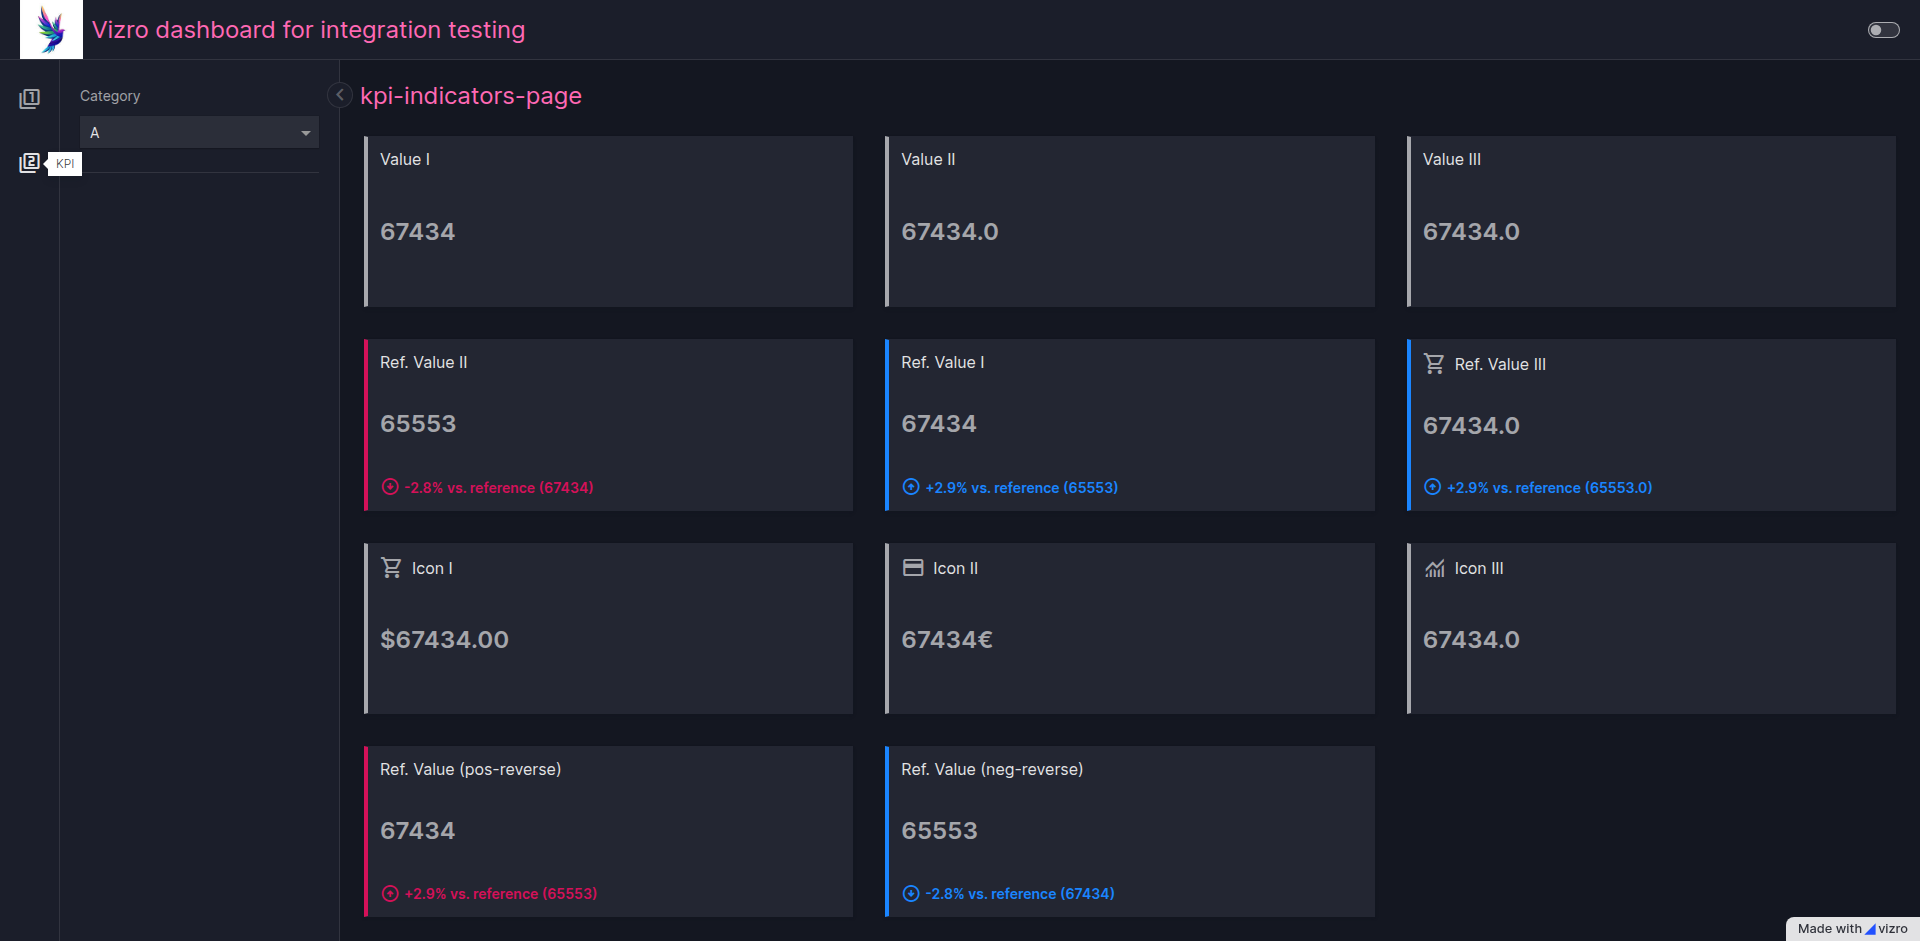 Vizro dashboard for integration testing
Category
A
KPI
kpi-indicators-page
Value I
67434
Value II
67434.0
Value III
67434.0
Ref. Value II
65553
-2.8% vs. reference (67434)
Ref. Value I
67434
+2.9% vs. reference (65553)
Ref. Value III
67434.0
+2.9% vs. reference (65553.0)
Icon I
$67434.00
Icon II
67434€
Icon III
67434.0
Ref. Value (pos-reverse)
67434
+2.9% vs. reference (65553)
Ref. Value (neg-reverse)
65553
-2.8% vs. reference (67434)
Made with vizro